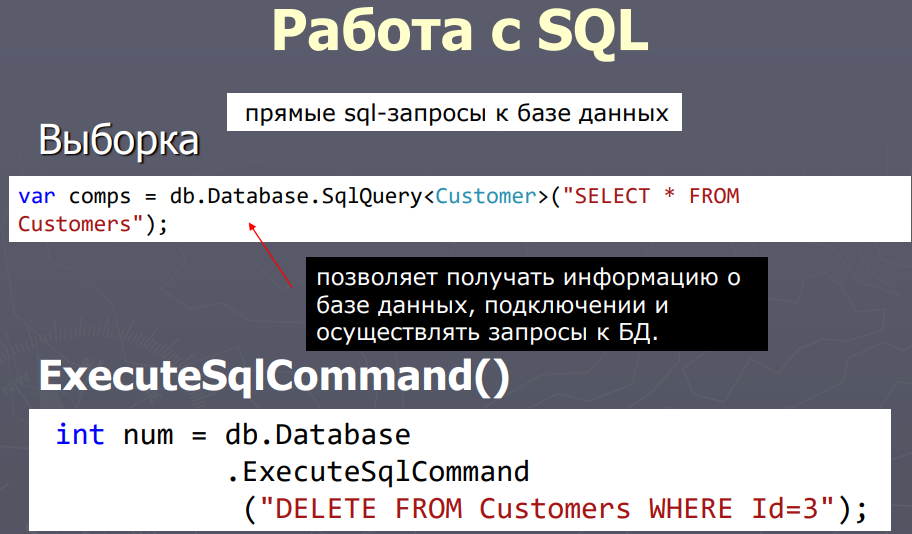 Работа с SQL
прямые sql-запросы к базе данных
Выборка
var comps = db.Database.SqlQuery<Customer>("SELECT * FROM
Customers");
позволяет получать информацию о
базе данных, подключении и
осуществлять запросы к БД.
ExecuteSqlCommand()
int num = db.Database
.ExecuteSqlCommand
("DELETE FROM Customers WHERE Id=3");